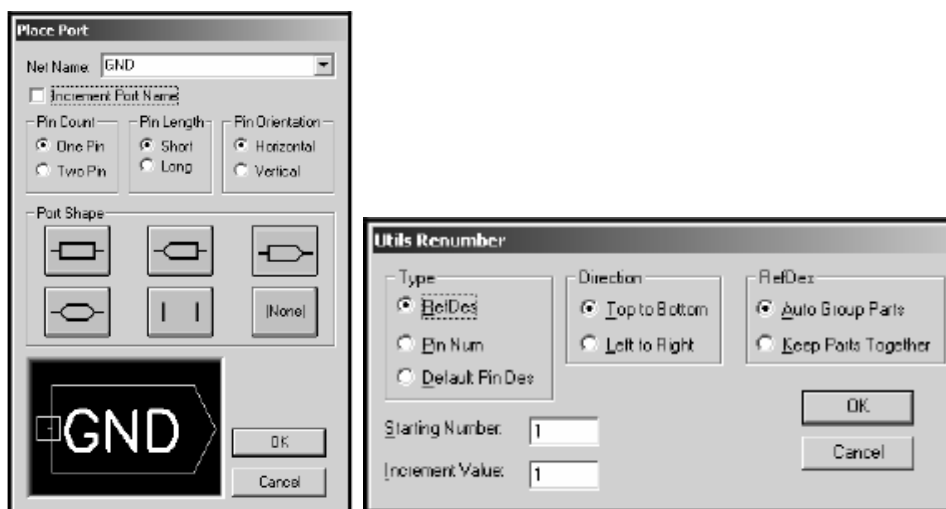 Place Port
Net Name: GND
Increment Port Name
Pin Count
One Pin
Two Pin
Pin Length
Short
Long
Pin Orientation
Horizontal
Vertical
Port Shape
[None]
GND
OK
Cancel
Utils Renumber
Type
RefDes
Pin Num
Default Pin Des
Direction
Top to Bottom
Left to Right
RefDes
Auto Group Parts
Keep Parts Together
Starting Number: 1
Increment Value: 1
OK
Cancel